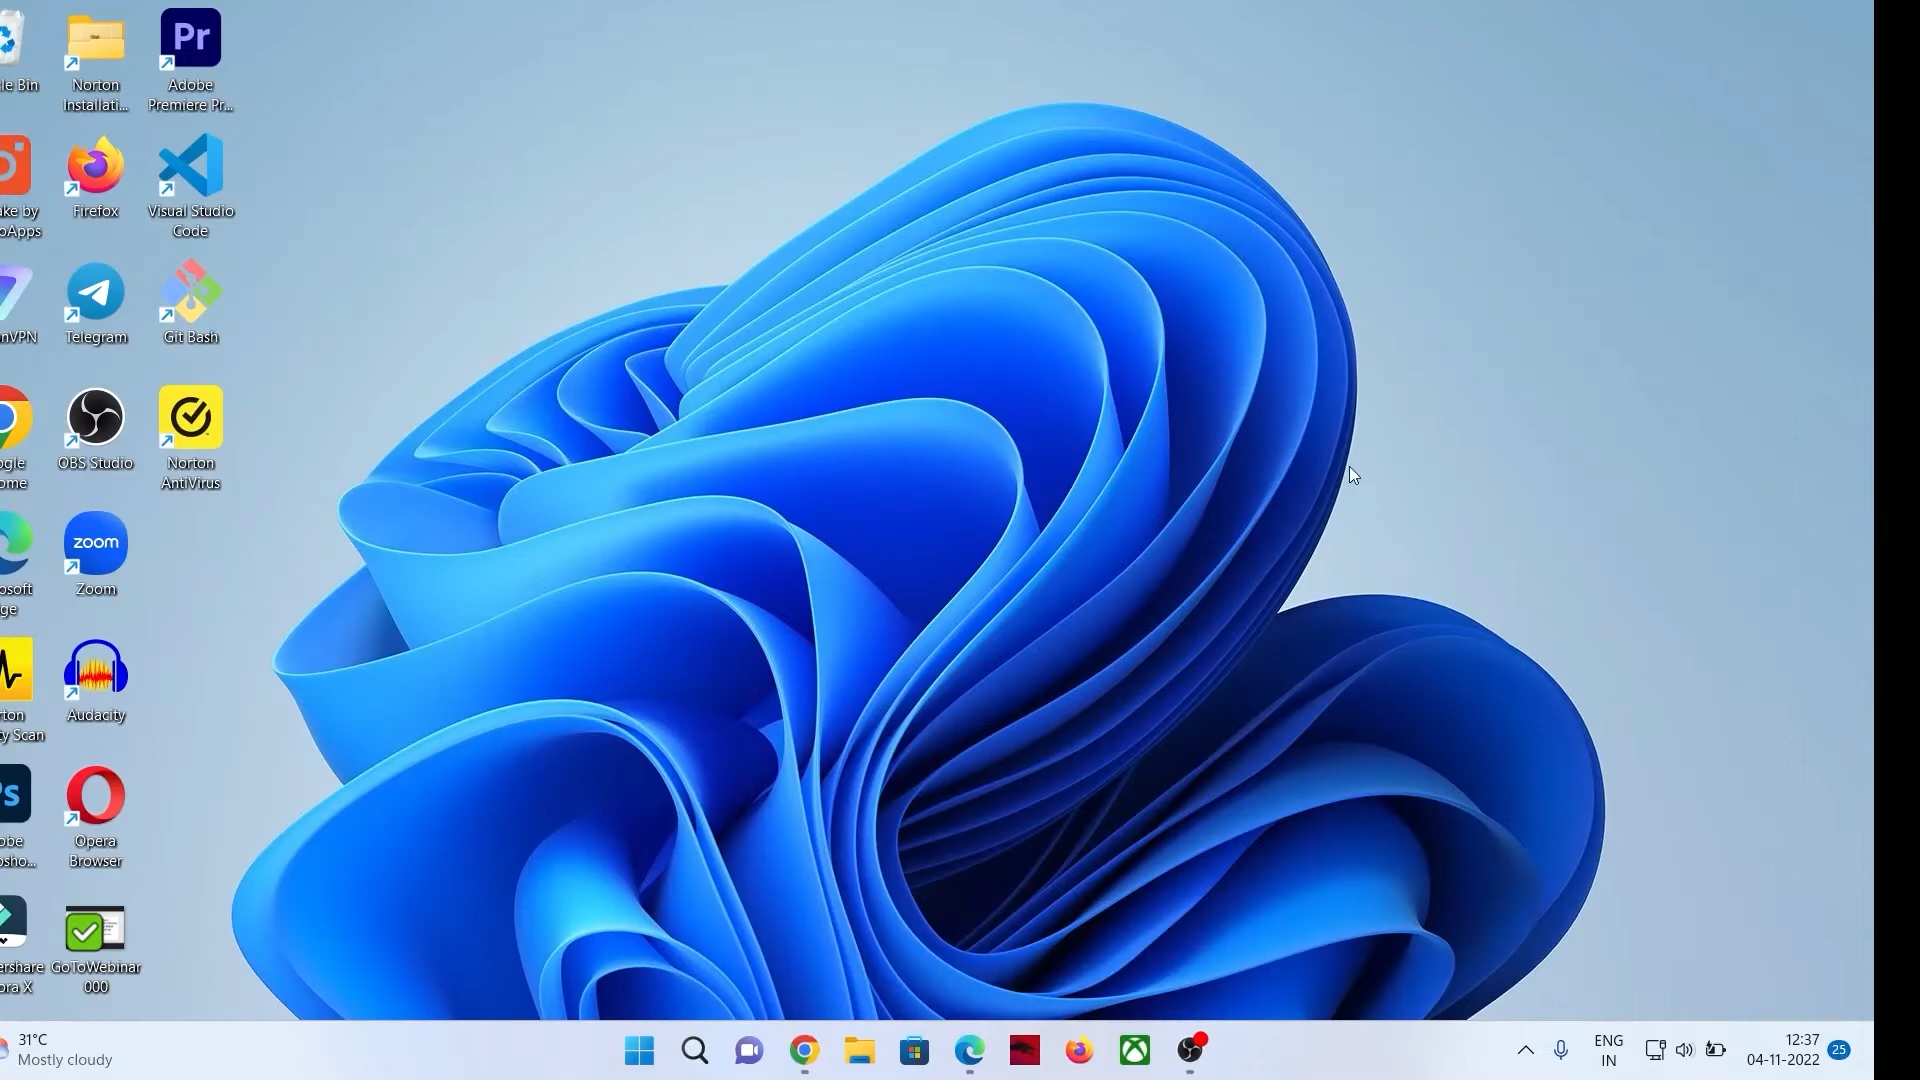 le Bin
Norton
Installati...
Pr
Adobe
Premiere Pr...
ake by
oApps
Firefox
Visual Studio
Code
nVPN
Telegram
Git Bash
ogle
ome
OBS Studio
Norton
AntiVirus
osoft
ge
zoom
Zoom
rton
ty Scan
Audacity
Ps
obe
osho...
Opera
Browser
ershare
ora X
GoToWebinar
000
31°C
Mostly cloudy
ENG
IN
12:37
04-11-2022
25